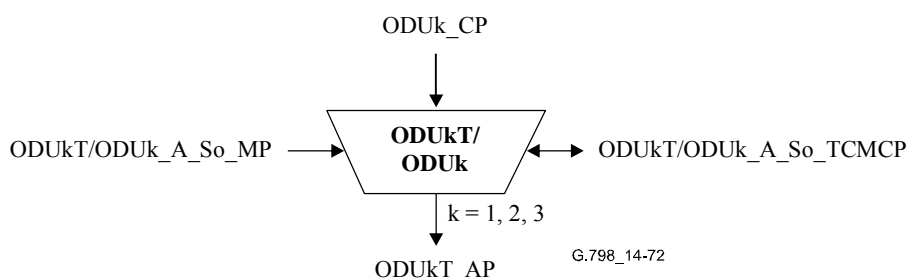 ODUk_CP
ODUkT/ODUk_A_So_MP
ODUkT/
ODUk
ODUkT/ODUk_A_So_TCMCP
k = 1, 2, 3
ODUkT_AP
G.798_14-72